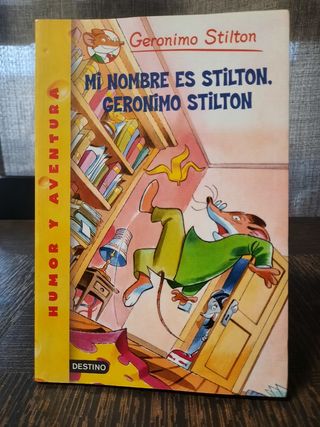 Geronimo Stilton
MI NOMBRE ES STILTON,
GERONIMO STILTON
HUMOR Y AVENTURA
DESTINO